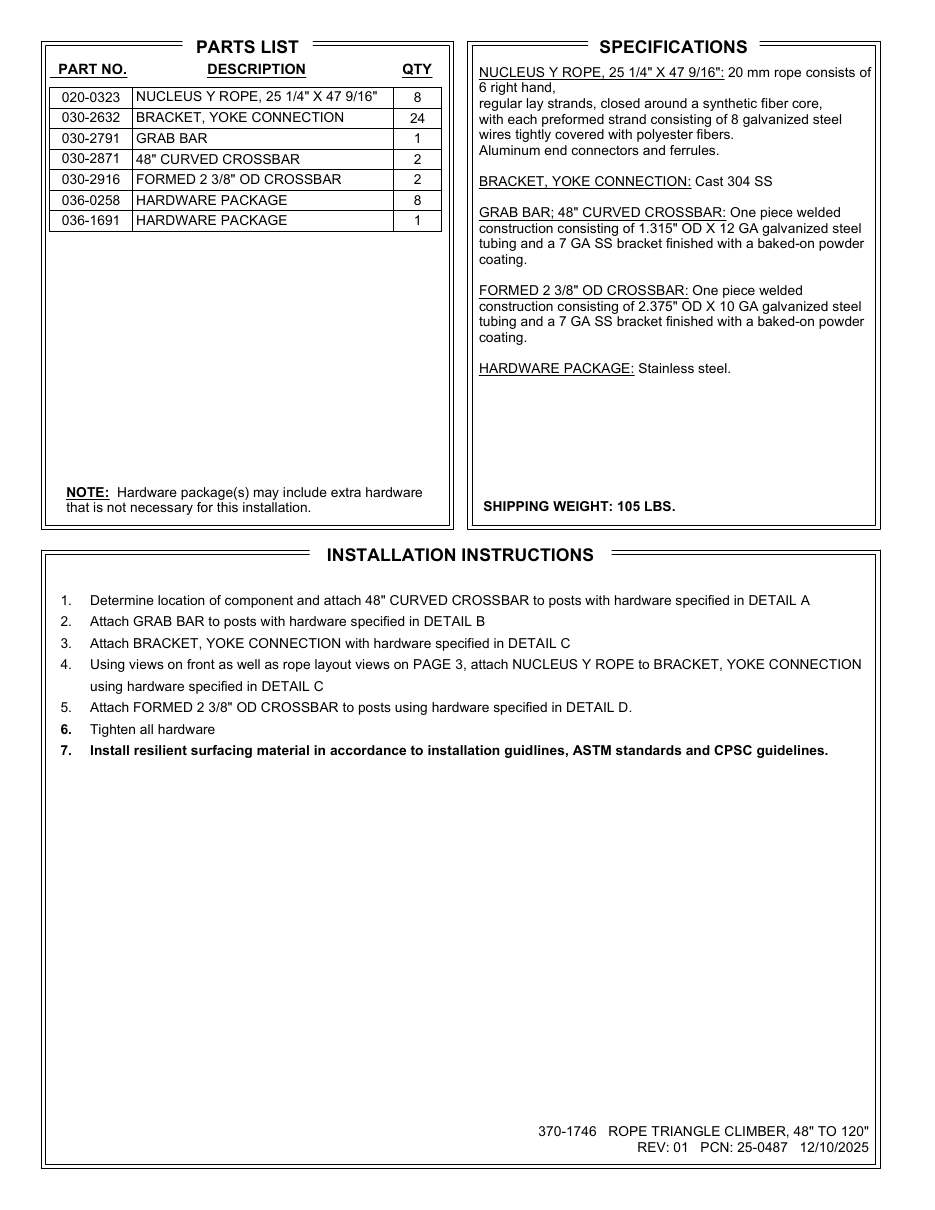 PARTS LIST
PART NO. DESCRIPTION QTY
020-0323 NUCLEUS Y ROPE, 25 1/4" X 47 9/16" 8
030-2632 BRACKET, YOKE CONNECTION 24
030-2791 GRAB BAR 1
030-2871 48" CURVED CROSSBAR 2
030-2916 FORMED 2 3/8" OD CROSSBAR 2
036-0258 HARDWARE PACKAGE 8
036-1691 HARDWARE PACKAGE 1
NOTE: Hardware package(s) may include extra hardware
that is not necessary for this installation.
SPECIFICATIONS
NUCLEUS Y ROPE, 25 1/4" X 47 9/16": 20 mm rope consists of
6 right hand,
regular lay strands, closed around a synthetic fiber core,
with each preformed strand consisting of 8 galvanized steel
wires tightly covered with polyester fibers.
Aluminum end connectors and ferrules.
BRACKET, YOKE CONNECTION: Cast 304 SS
GRAB BAR; 48" CURVED CROSSBAR: One piece welded
construction consisting of 1.315" OD X 12 GA galvanized steel
tubing and a 7 GA SS bracket finished with a baked-on powder
coating.
FORMED 2 3/8" OD CROSSBAR: One piece welded
construction consisting of 2.375" OD X 10 GA galvanized steel
tubing and a 7 GA SS bracket finished with a baked-on powder
coating.
HARDWARE PACKAGE: Stainless steel.
SHIPPING WEIGHT: 105 LBS.
INSTALLATION INSTRUCTIONS
1. Determine location of component and attach 48" CURVED CROSSBAR to posts with hardware specified in DETAIL A
2. Attach GRAB BAR to posts with hardware specified in DETAIL B
3. Attach BRACKET, YOKE CONNECTION with hardware specified in DETAIL C
4. Using views on front as well as rope layout views on PAGE 3, attach NUCLEUS Y ROPE to BRACKET, YOKE CONNECTION
using hardware specified in DETAIL C
5. Attach FORMED 2 3/8" OD CROSSBAR to posts using hardware specified in DETAIL D.
6. Tighten all hardware
7. Install resilient surfacing material in accordance to installation guidlines, ASTM standards and CPSC guidelines.
370-1746 ROPE TRIANGLE CLIMBER, 48" TO 120"
REV: 01 PCN: 25-0487 12/10/2025